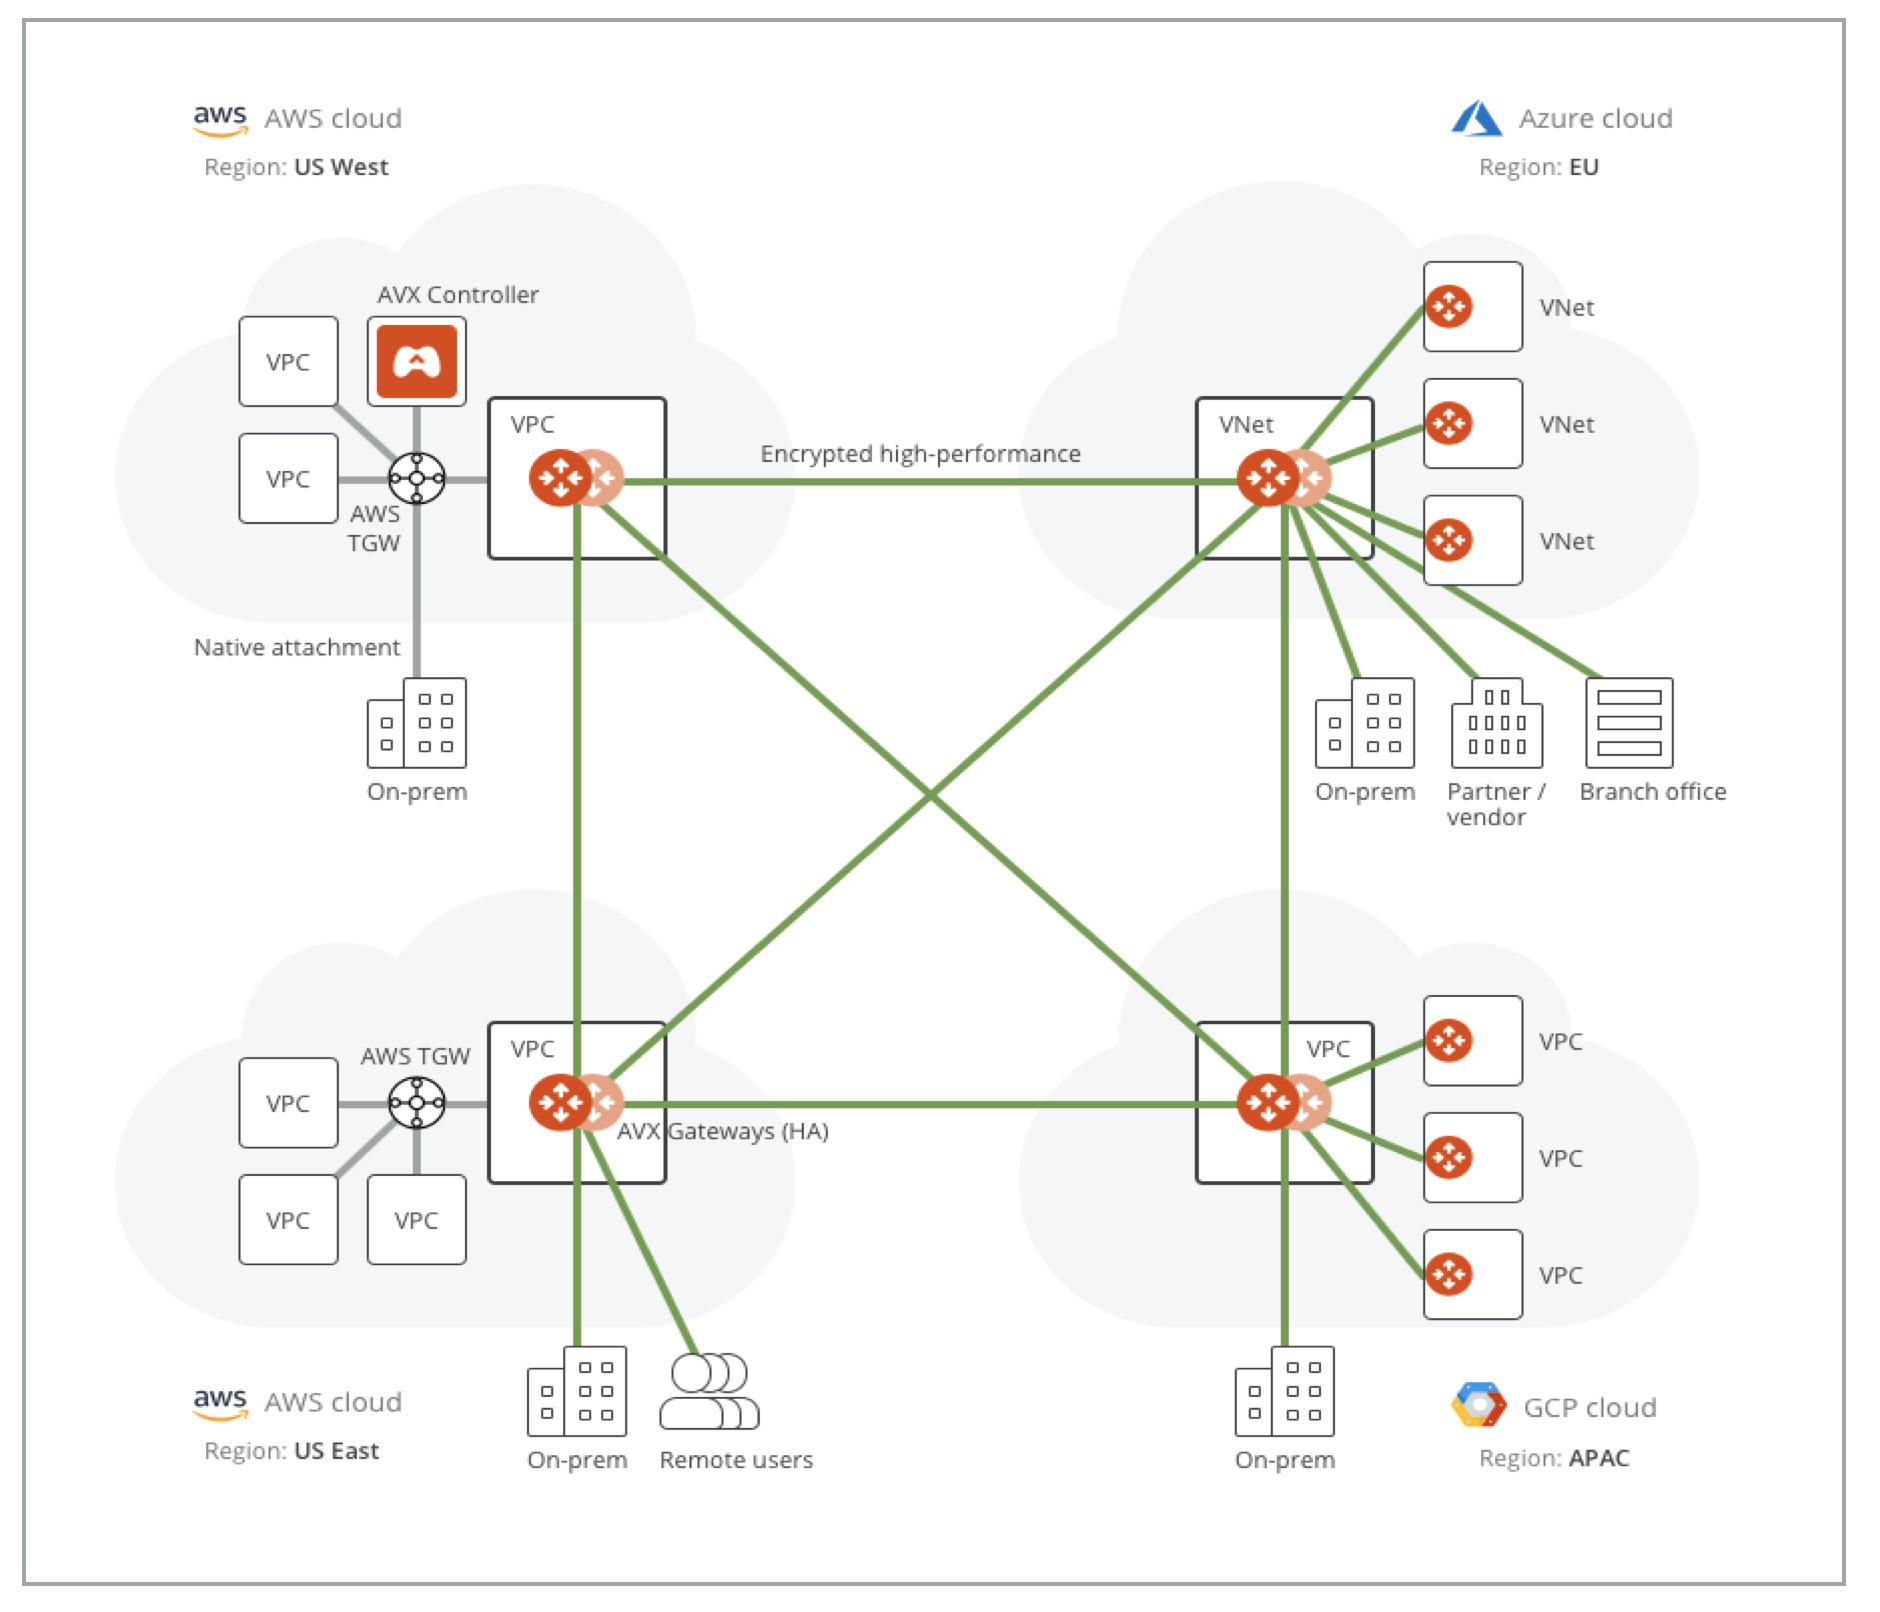 aws AWS cloud
Region: US West
Azure cloud
Region: EU
AVX Controller
VPC
VPC
AWS
TGW
VPC
Encrypted high-performance
VNet
VNet
VNet
VNet
Native attachment
On-prem
On-prem
Partner /
vendor
Branch office
AWS TGW
VPC
VPC
VPC
VPC
AVX Gateways (HA)
VPC
VPC
VPC
VPC
aws AWS cloud
Region: US East
On-prem
Remote users
On-prem
GCP cloud
Region: APAC